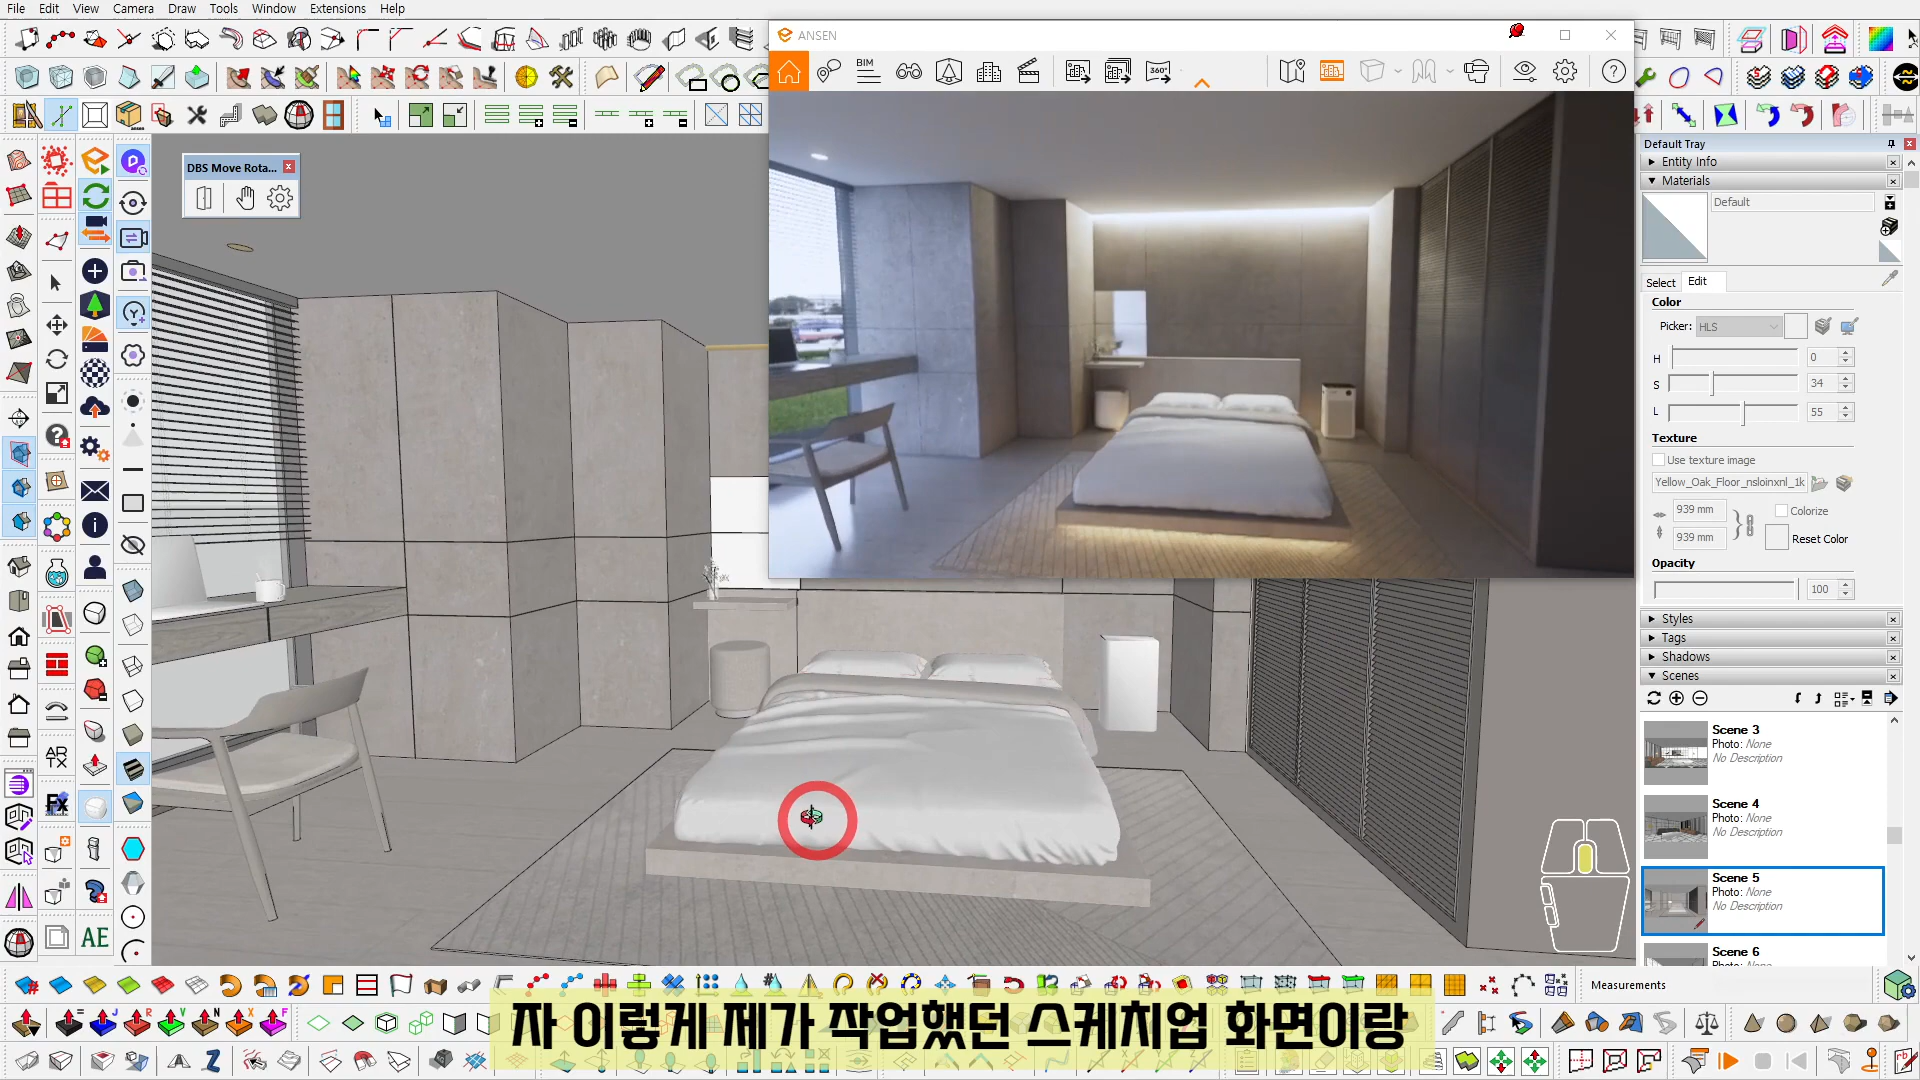 File Edit View Camera Draw Tools Window Extensions Help
ANSEN
BIM
360°
DBS Move Rota...
Default Tray
Entity Info
Materials
Default
Select Edit
Color
Picker: HLS
H 0
S 34
L 55
Texture
Use texture image
Yellow_Oak_Floor_nsloinxnl_1k
939 mm
Colorize
939 mm
Reset Color
Opacity
100
Styles
Tags
Shadows
Scenes
Scene 3
Photo: None
No Description
Scene 4
Photo: None
No Description
Scene 5
Photo: None
No Description
Scene 6
AR TX
Fx
AE
Measurements
자 이렇게 제가 작업했던 스케치업 화면이랑